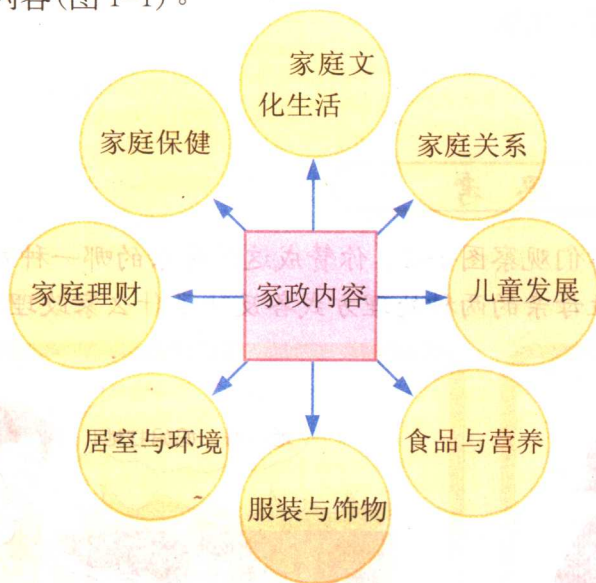 内容(图1-1)。
家庭文
化生活
家庭保健
家庭关系
家庭理财
家政内容
儿童发展
居室与环境
食品与营养
服装与饰物